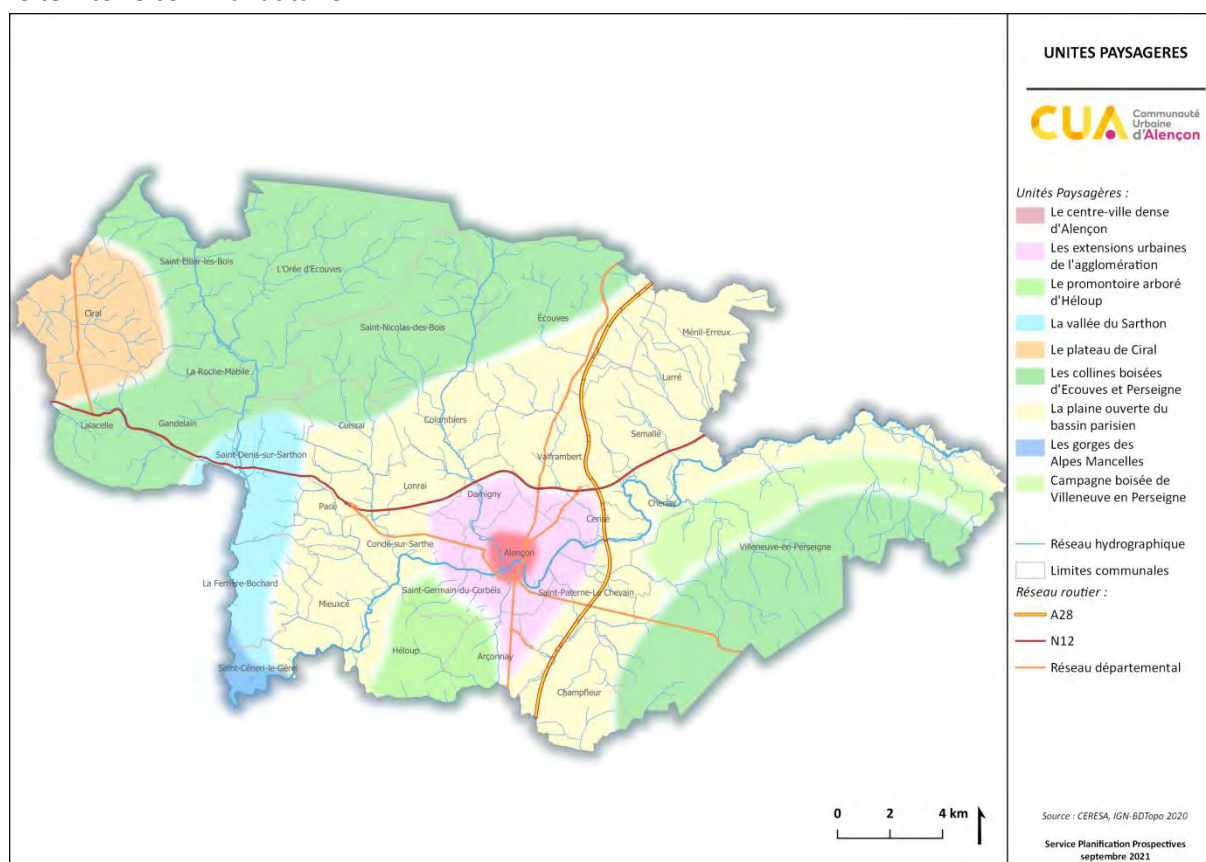 UNITES PAYSAGERES
CUA Communauté
Urbaine
d'Alençon
Unités Paysagères :
Le centre-ville dense
d'Alençon
Les extensions urbaines
de l'agglomération
Le promontoire arboré
d'Héloup
La vallée du Sarthon
Le plateau de Ciral
Les collines boisées
d'Ecouves et Perseigne
La plaine ouverte du
bassin parisien
Les gorges des
Alpes Mancelles
Campagne boisée de
Villeneuve en Perseigne
Réseau hydrographique
Limites communales
Réseau routier :
A28
N12
Réseau départemental
Saint-Ellier-les-Bois
L'Orée d'Ecouves
Ciral
Saint-Nicolas-des-Bois
Écouves
Ménil-Erreux
La Roche-Mabile
Larré
Lalacelle
Gandelain
Cuissai
Colombiers
Semallé
Saint-Denis-sur-Sarthon
Valframbert
Lonrai
Damigny
Pacé
Chenay
Cerisé
Condé-sur-Sarthe
Alençon
Villeneuve-en-Perseigne
La Ferrière-Bochard
Saint-Germain-du-Corbéis
Saint-Paterne-Le Chevain
Mieuxcé
Héloup
Arçonnay
Saint-Céneri-le-Gérei
Champfleur
0 2 4 km
Source : CERESA, IGN-BDTopo 2020
Service Planification Prospectives
septembre 2021